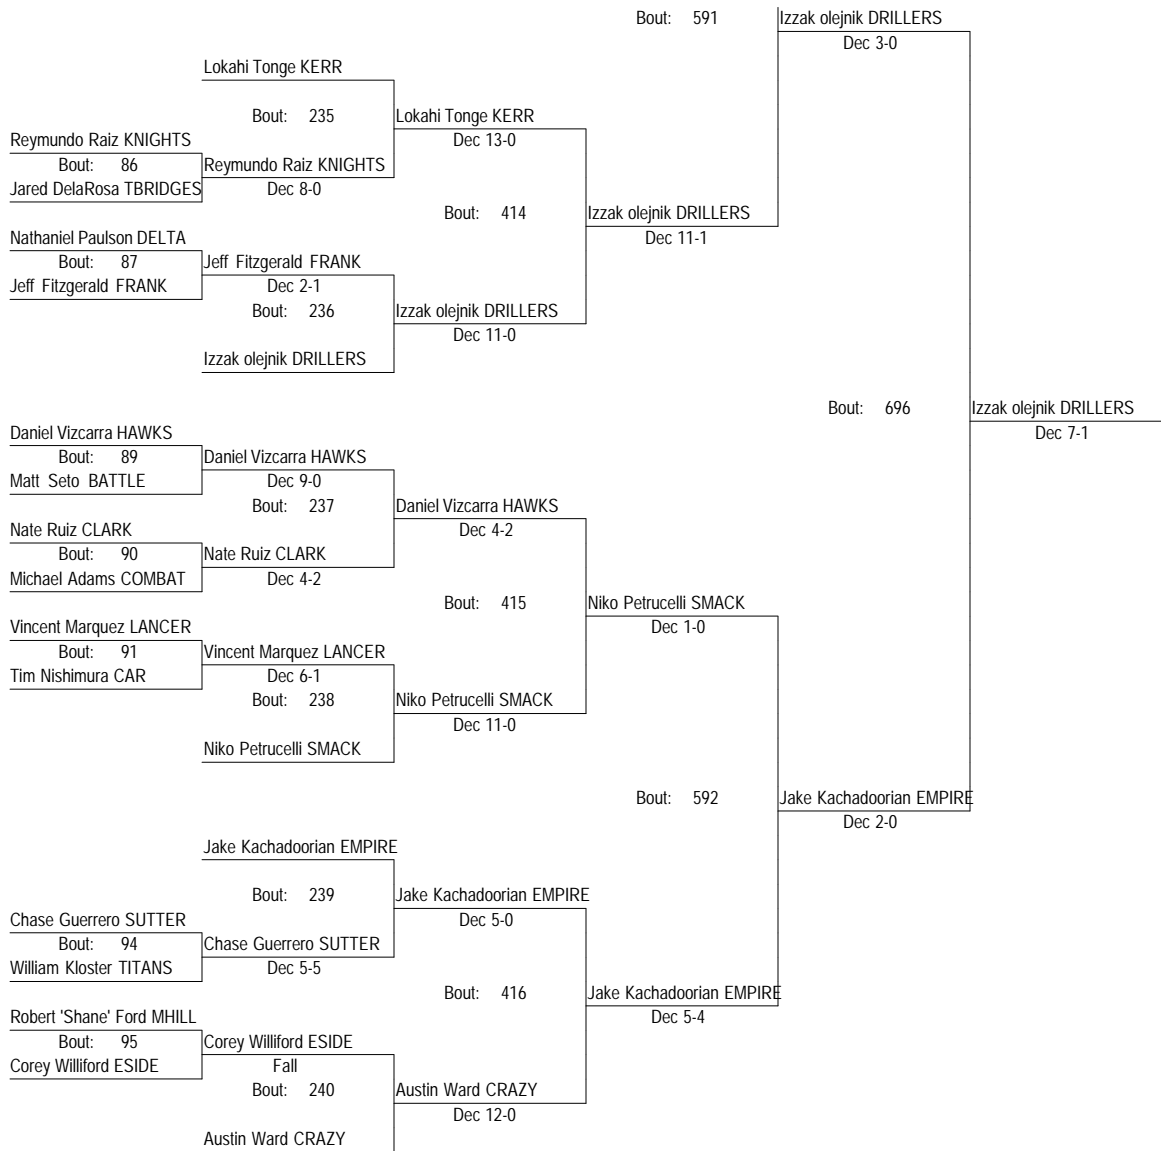 Bout: 591 Izzak olejnik DRILLERS
Dec 3-0
Lokahi Tonge KERR
Bout: 235 Lokahi Tonge KERR
Dec 13-0
Reymundo Raiz KNIGHTS
Bout: 86 Reymundo Raiz KNIGHTS
Jared DelaRosa TBRIDGES Dec 8-0
Bout: 414 Izzak olejnik DRILLERS
Dec 11-1
Nathaniel Paulson DELTA
Bout: 87 Jeff Fitzgerald FRANK
Jeff Fitzgerald FRANK Dec 2-1
Bout: 236 Izzak olejnik DRILLERS
Dec 11-0
Izzak olejnik DRILLERS
Bout: 696 Izzak olejnik DRILLERS
Dec 7-1
Daniel Vizcarra HAWKS
Bout: 89 Daniel Vizcarra HAWKS
Matt Seto BATTLE Dec 9-0
Bout: 237 Daniel Vizcarra HAWKS
Dec 4-2
Nate Ruiz CLARK
Bout: 90 Nate Ruiz CLARK
Michael Adams COMBAT Dec 4-2
Bout: 415 Niko Petrucelli SMACK
Dec 1-0
Vincent Marquez LANCER
Bout: 91 Vincent Marquez LANCER
Tim Nishimura CAR Dec 6-1
Bout: 238 Niko Petrucelli SMACK
Dec 11-0
Niko Petrucelli SMACK
Bout: 592 Jake Kachadoorian EMPIRE
Dec 2-0
Jake Kachadoorian EMPIRE
Bout: 239 Jake Kachadoorian EMPIRE
Dec 5-0
Chase Guerrero SUTTER
Bout: 94 Chase Guerrero SUTTER
William Kloster TITANS Dec 5-5
Bout: 416 Jake Kachadoorian EMPIRE
Dec 5-4
Robert 'Shane' Ford MHILL
Bout: 95 Corey Williford ESIDE
Corey Williford ESIDE Fall
Bout: 240 Austin Ward CRAZY
Dec 12-0
Austin Ward CRAZY